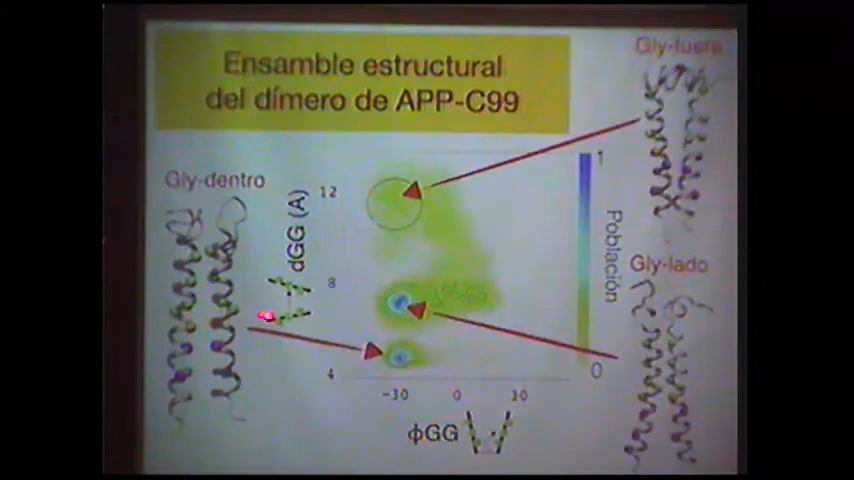 Ensamble estructural
del dímero de APP-C99
Gly-fuera
Gly-dentro
Gly-lado
dGG (A)
12
8
4
-30
0
30
ϕGG
1
Población
0